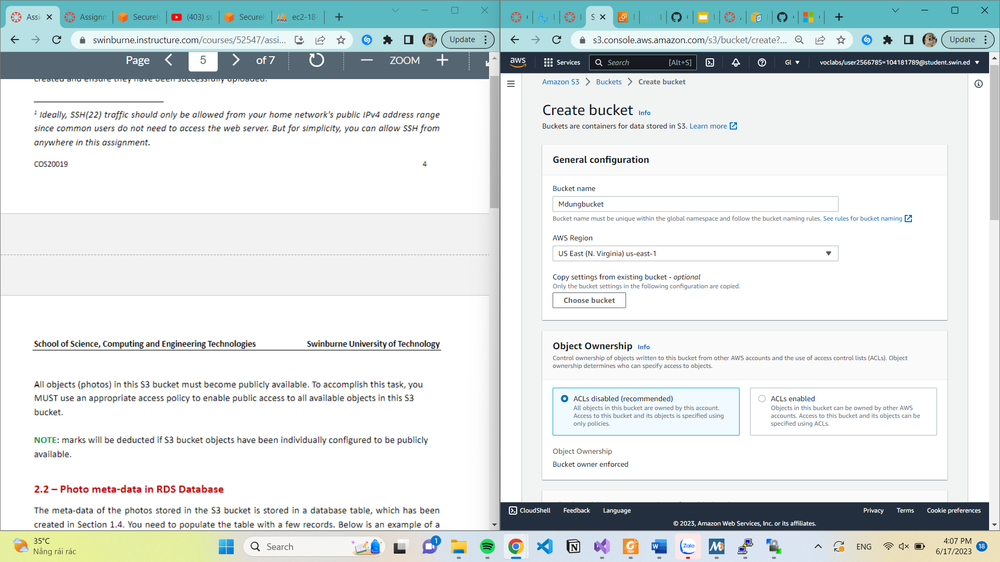 Assi
Assignm
Securely
(403) ss
Securely
ec2-18-
swinburne.instructure.com/courses/52547/assi...
Update
Page
5
of 7
ZOOM
created and ensure they have been successfully uploaded.
1 Ideally, SSH(22) traffic should only be allowed from your home network's public IPv4 address range
since common users do not need to access the web server. But for simplicity, you can allow SSH from
anywhere in this assignment.
COS20019
4
School of Science, Computing and Engineering Technologies
Swinburne University of Technology
All objects (photos) in this S3 bucket must become publicly available. To accomplish this task, you
MUST use an appropriate access policy to enable public access to all available objects in this S3
bucket.
NOTE: marks will be deducted if S3 bucket objects have been individually configured to be publicly
available.
2.2 – Photo meta-data in RDS Database
The meta-data of the photos stored in the S3 bucket is stored in a database table, which has been
created in Section 1.4. You need to populate the table with a few records. Below is an example of a
S
s3.console.aws.amazon.com/s3/bucket/create?...
Update
aws
Services
Search
[Alt+S]
Gl
voclabs/user2566785=104181789@student.swin.ed
Amazon S3
Buckets
Create bucket
Create bucket
Info
Buckets are containers for data stored in S3. Learn more
General configuration
Bucket name
Mdungbucket
Bucket name must be unique within the global namespace and follow the bucket naming rules. See rules for bucket naming
AWS Region
US East (N. Virginia) us-east-1
Copy settings from existing bucket - optional
Only the bucket settings in the following configuration are copied.
Choose bucket
Object Ownership
Info
Control ownership of objects written to this bucket from other AWS accounts and the use of access control lists (ACLs). Object
ownership determines who can specify access to objects.
ACLs disabled (recommended)
All objects in this bucket are owned by this account.
Access to this bucket and its objects is specified using
only policies.
ACLs enabled
Objects in this bucket can be owned by other AWS
accounts. Access to this bucket and its objects can be
specified using ACLs.
Object Ownership
Bucket owner enforced
CloudShell
Feedback
Language
Privacy
Terms
Cookie preferences
© 2023, Amazon Web Services, Inc. or its affiliates.
35°C
Nắng rải rác
Search
1
Zalo
ENG
4:07 PM
6/17/2023
18